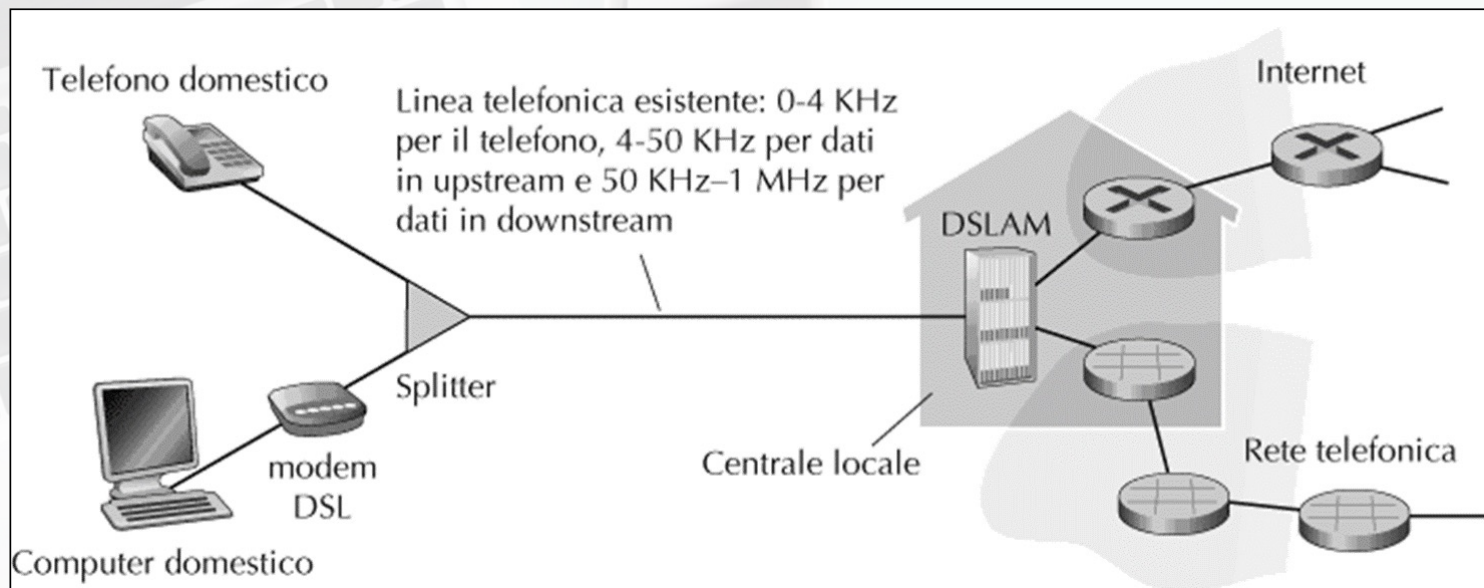 Telefono domestico
Linea telefonica esistente: 0-4 KHz
per il telefono, 4-50 KHz per dati
in upstream e 50 KHz–1 MHz per
dati in downstream
Internet
DSLAM
Splitter
modem
DSL
Computer domestico
Centrale locale
Rete telefonica